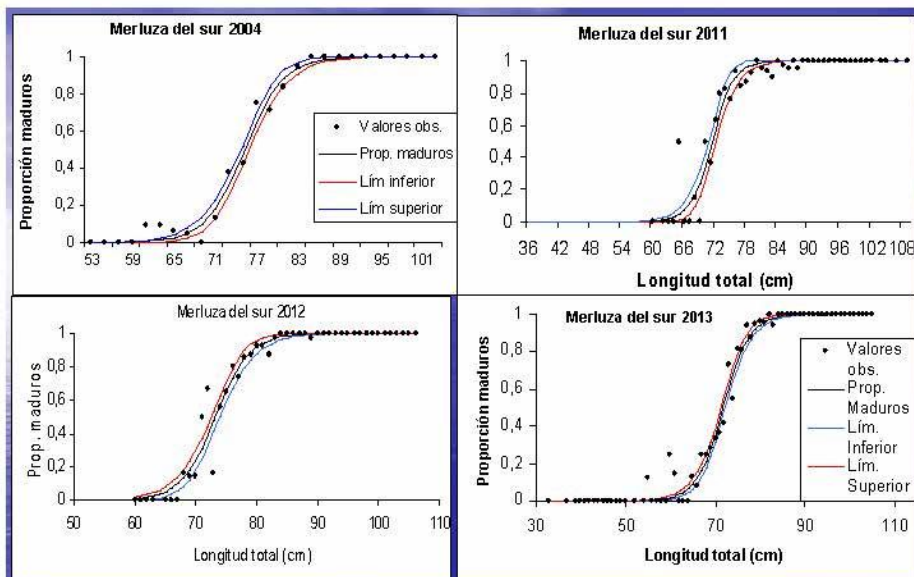 Merluza del sur 2004
Proporción maduros
1
0,8
0,6
0,4
0,2
0
53 59 65 71 77 83 89 95 101
Valores obs.
Prop. maduros
Lím inferior
Lím superior
Merluza del sur 2011
1
0,8
0,6
0,4
0,2
0
36 42 48 54 60 66 72 78 84 90 96 102 108
Longitud total (cm)
Merluza del sur 2012
Prop. maduros
1
0,8
0,6
0,4
0,2
0
50 60 70 80 90 100 110
Longitud total (cm)
Merluza del sur 2013
Proporción maduros
1
0,8
0,6
0,4
0,2
0
30 50 70 90 110
Longitud total (cm)
Valores
obs.
Prop.
Maduros
Lím.
Inferior
Lím.
Superior